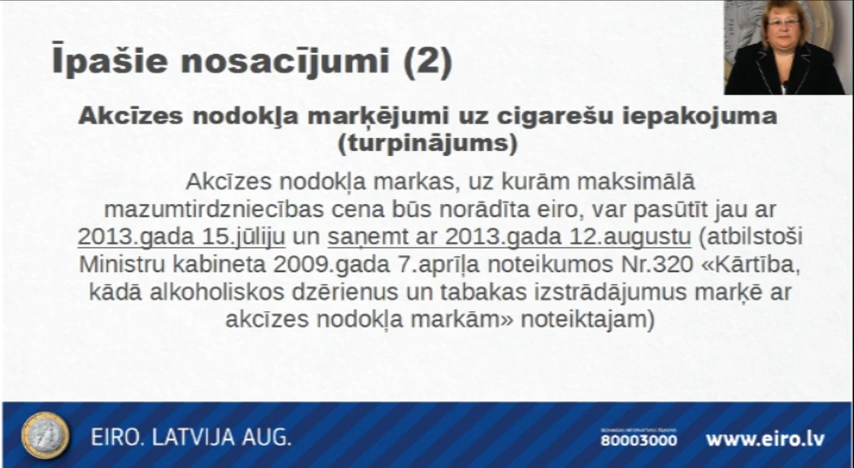 Īpašie nosacījumi (2)
Akcīzes nodokļa marķējumi uz cigarešu iepakojuma
(turpinājums)
Akcīzes nodokļa markas, uz kurām maksimālā
mazumtirdzniecības cena būs norādīta eiro, var pasūtīt jau ar
2013.gada 15.jūliju un saņemt ar 2013.gada 12.augustu (atbilstoši
Ministru kabineta 2009.gada 7.aprīļa noteikumos Nr.320 «Kārtība,
kādā alkoholiskos dzērienus un tabakas izstrādājumus marķē ar
akcīzes nodokļa markām» noteiktajam)
EIRO. LATVIJA AUG.
80003000
www.eiro.lv